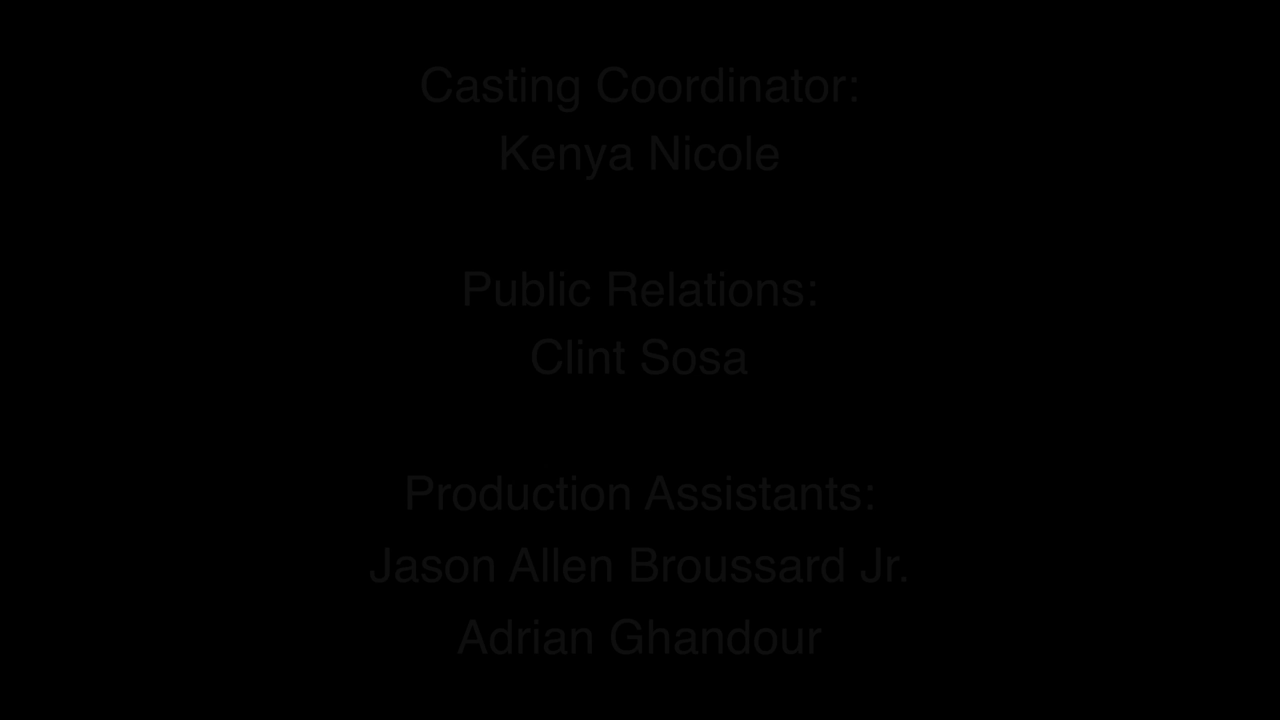 Casting Coordinator:
Kenya Nicole
Public Relations:
Clint Sosa
Production Assistants:
Jason Allen Broussard Jr.
Adrian Ghandour